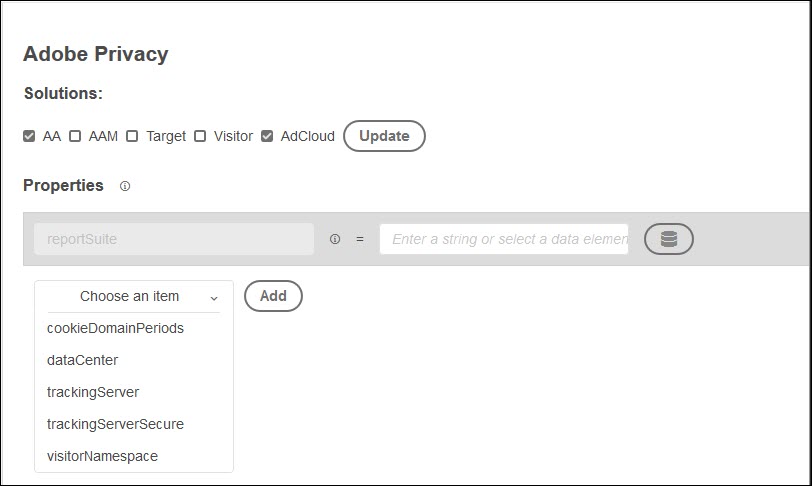 Adobe Privacy
Solutions:
AA AAM Target Visitor AdCloud Update
Properties
reportSuite = Enter a string or select a data elemen
Choose an item Add
cookieDomainPeriods
dataCenter
trackingServer
trackingServerSecure
visitorNamespace